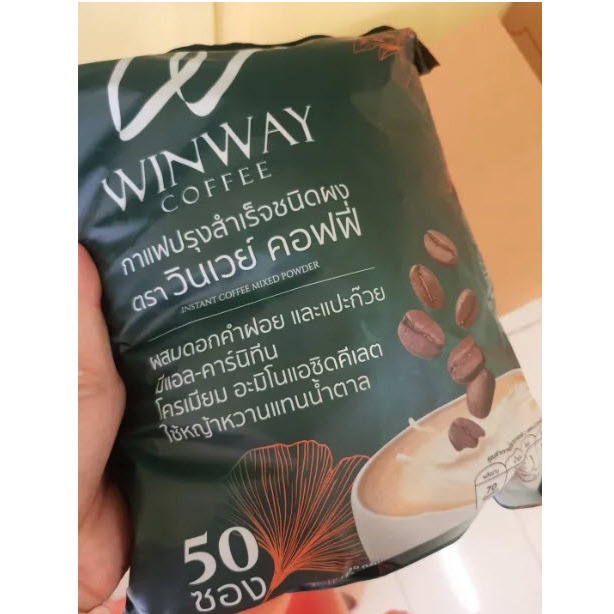 WINWAY
COFFEE
กาแฟปรุงสำเร็จชนิดผง
ตรา วินเวย์ คอฟฟี่
INSTANT COFFEE MIXED POWDER
ผสมดอกคำฝอย และแปะก๊วย
มีแอล-คาร์นิทีน
โครเมียม อะมิโนแอซิดคีเลต
ใช้หญ้าหวานแทนน้ำตาล
70
50
ซอง